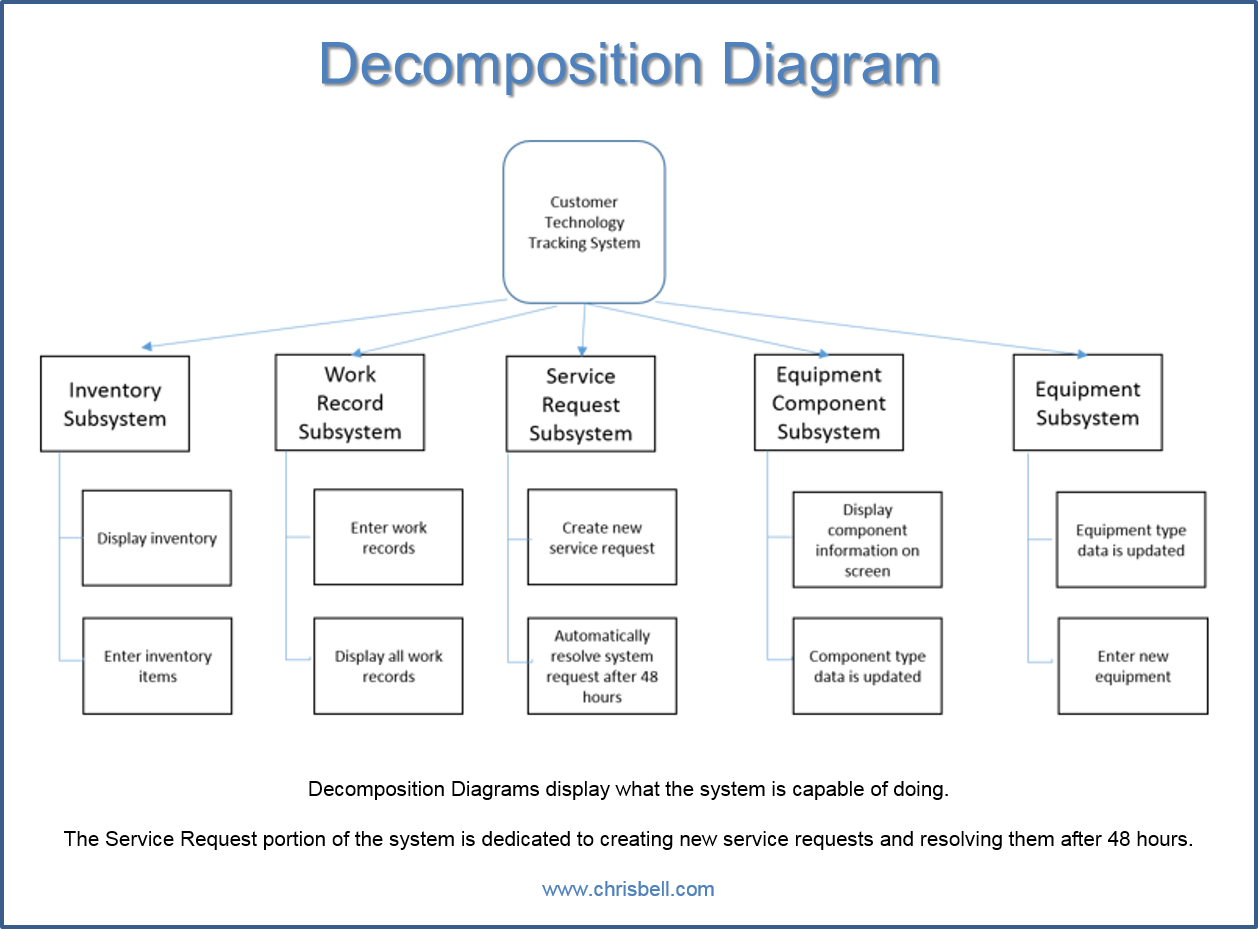 Decomposition Diagram
Customer
Technology
Tracking System
Inventory
Subsystem
Work
Record
Subsystem
Service
Request
Subsystem
Equipment
Component
Subsystem
Equipment
Subsystem
Display inventory
Enter work
records
Create new
service request
Display
component
information on
screen
Equipment type
data is updated
Enter inventory
items
Display all work
records
Automatically
resolve system
request after 48
hours
Component type
data is updated
Enter new
equipment
Decomposition Diagrams display what the system is capable of doing.
The Service Request portion of the system is dedicated to creating new service requests and resolving them after 48 hours.
www.chrisbell.com